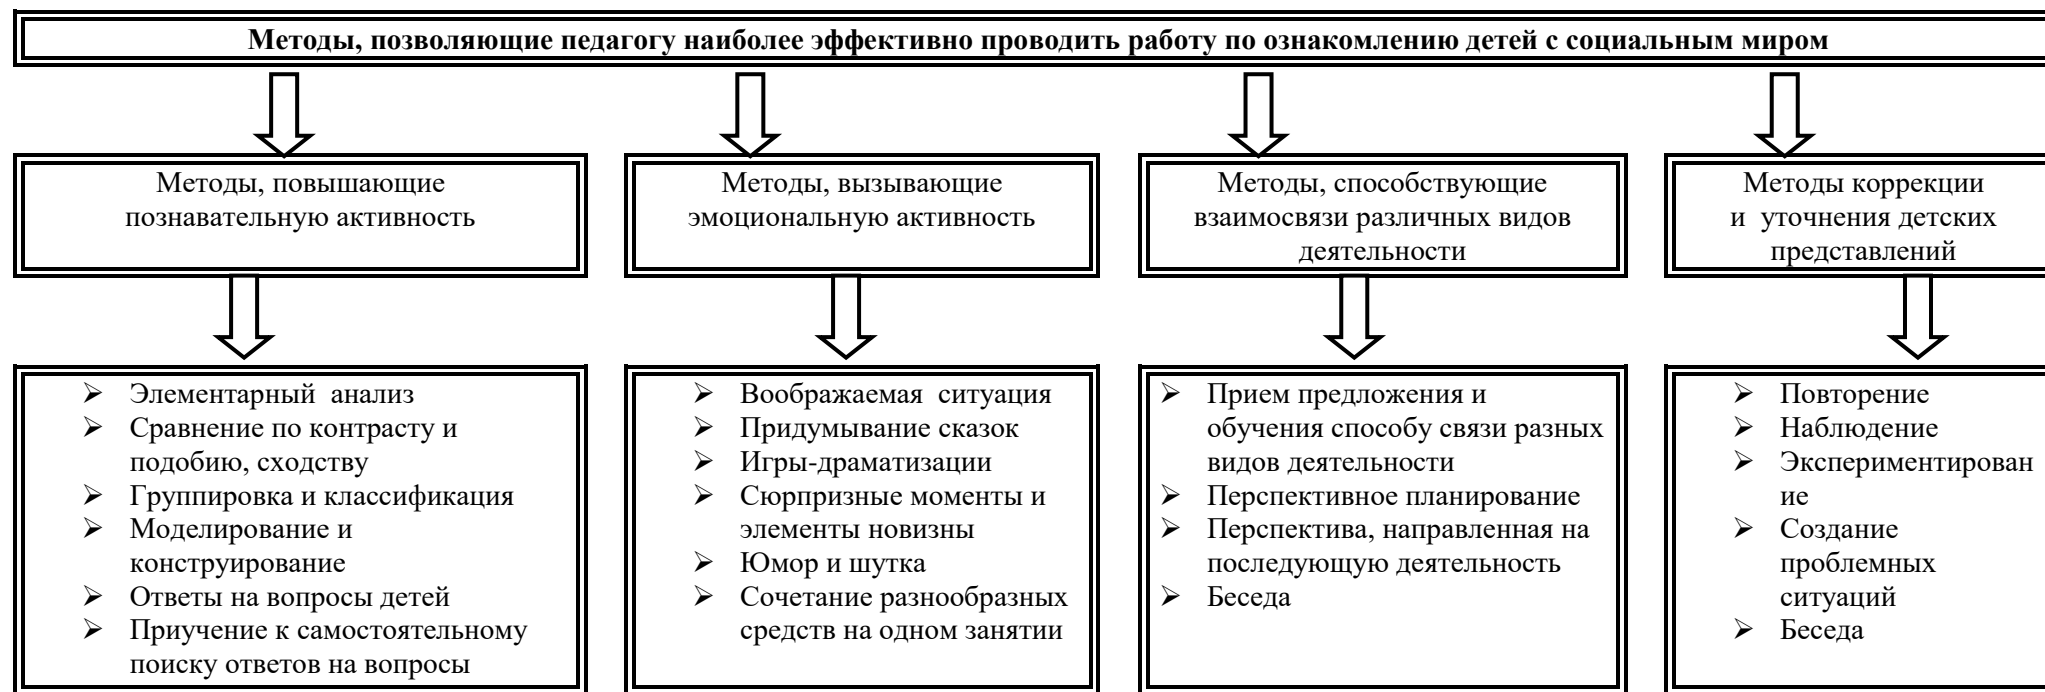 Методы, позволяющие педагогу наиболее эффективно проводить работу по ознакомлению детей с социальным миром
Методы, повышающие
познавательную активность
Методы, вызывающие
эмоциональную активность
Методы, способствующие
взаимосвязи различных видов
деятельности
Методы коррекции
и уточнения детских
представлений
➢ Элементарный анализ
➢ Сравнение по контрасту и
подобию, сходству
➢ Группировка и классификация
➢ Моделирование и
конструирование
➢ Ответы на вопросы детей
➢ Приучение к самостоятельному
поиску ответов на вопросы
➢ Воображаемая ситуация
➢ Придумывание сказок
➢ Игры-драматизации
➢ Сюрпризные моменты и
элементы новизны
➢ Юмор и шутка
➢ Сочетание разнообразных
средств на одном занятии
➢ Прием предложения и
обучения способу связи разных
видов деятельности
➢ Перспективное планирование
➢ Перспектива, направленная на
последующую деятельность
➢ Беседа
➢ Повторение
➢ Наблюдение
➢ Экспериментирован
ие
➢ Создание
проблемных
ситуаций
➢ Беседа